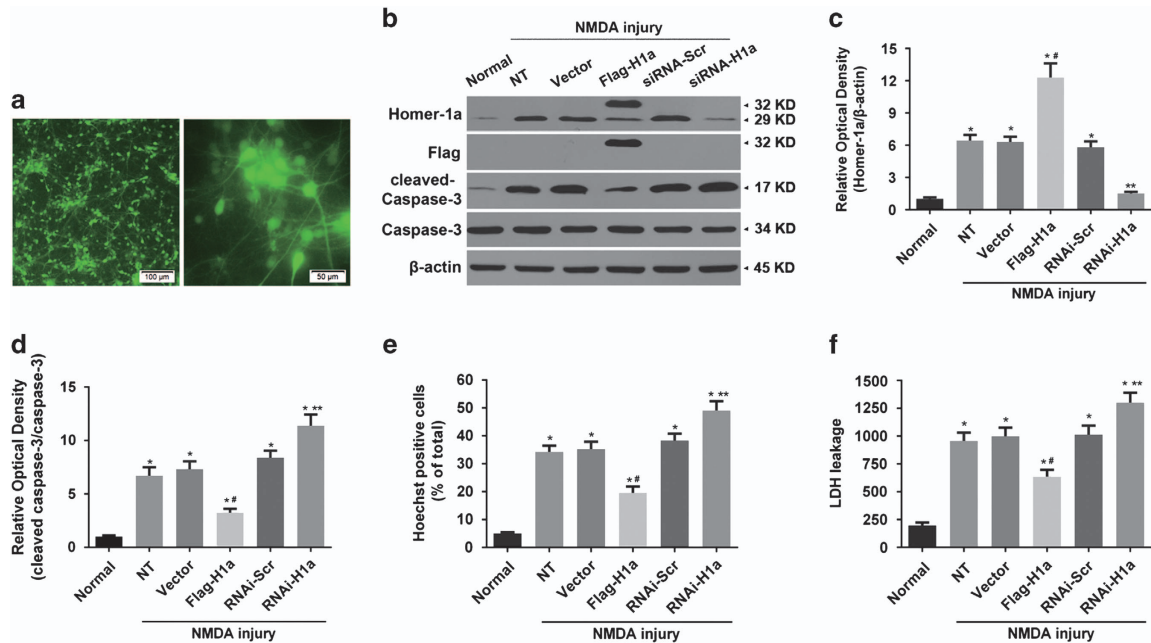 a
100 µm
50 µm
b
NMDA injury
Normal
NT
Vector
Flag-H1a
siRNA-Scr
siRNA-H1a
Homer-1a
32 KD
29 KD
Flag
32 KD
cleaved-
Caspase-3
17 KD
Caspase-3
34 KD
β-actin
45 KD
c
Relative Optical Density
(Homer-1a/β-actin)
15
12
9
6
3
0
*
*
* #
*
**
Normal
NT
Vector
Flag-H1a
RNAi-Scr
RNAi-H1a
NMDA injury
d
Relative Optical Density
(cleaved caspase-3/caspase-3)
15
10
5
0
*
*
* #
*
* **
Normal
NT
Vector
Flag-H1a
RNAi-Scr
RNAi-H1a
NMDA injury
e
Hoechst positive cells
(% of total)
60
50
40
30
20
10
0
*
*
* #
*
* **
Normal
NT
Vector
Flag-H1a
RNAi-Scr
RNAi-H1a
NMDA injury
f
LDH leakage
1500
1250
1000
750
500
250
0
*
*
* #
*
* **
Normal
NT
Vector
Flag-H1a
RNAi-Scr
RNAi-H1a
NMDA injury